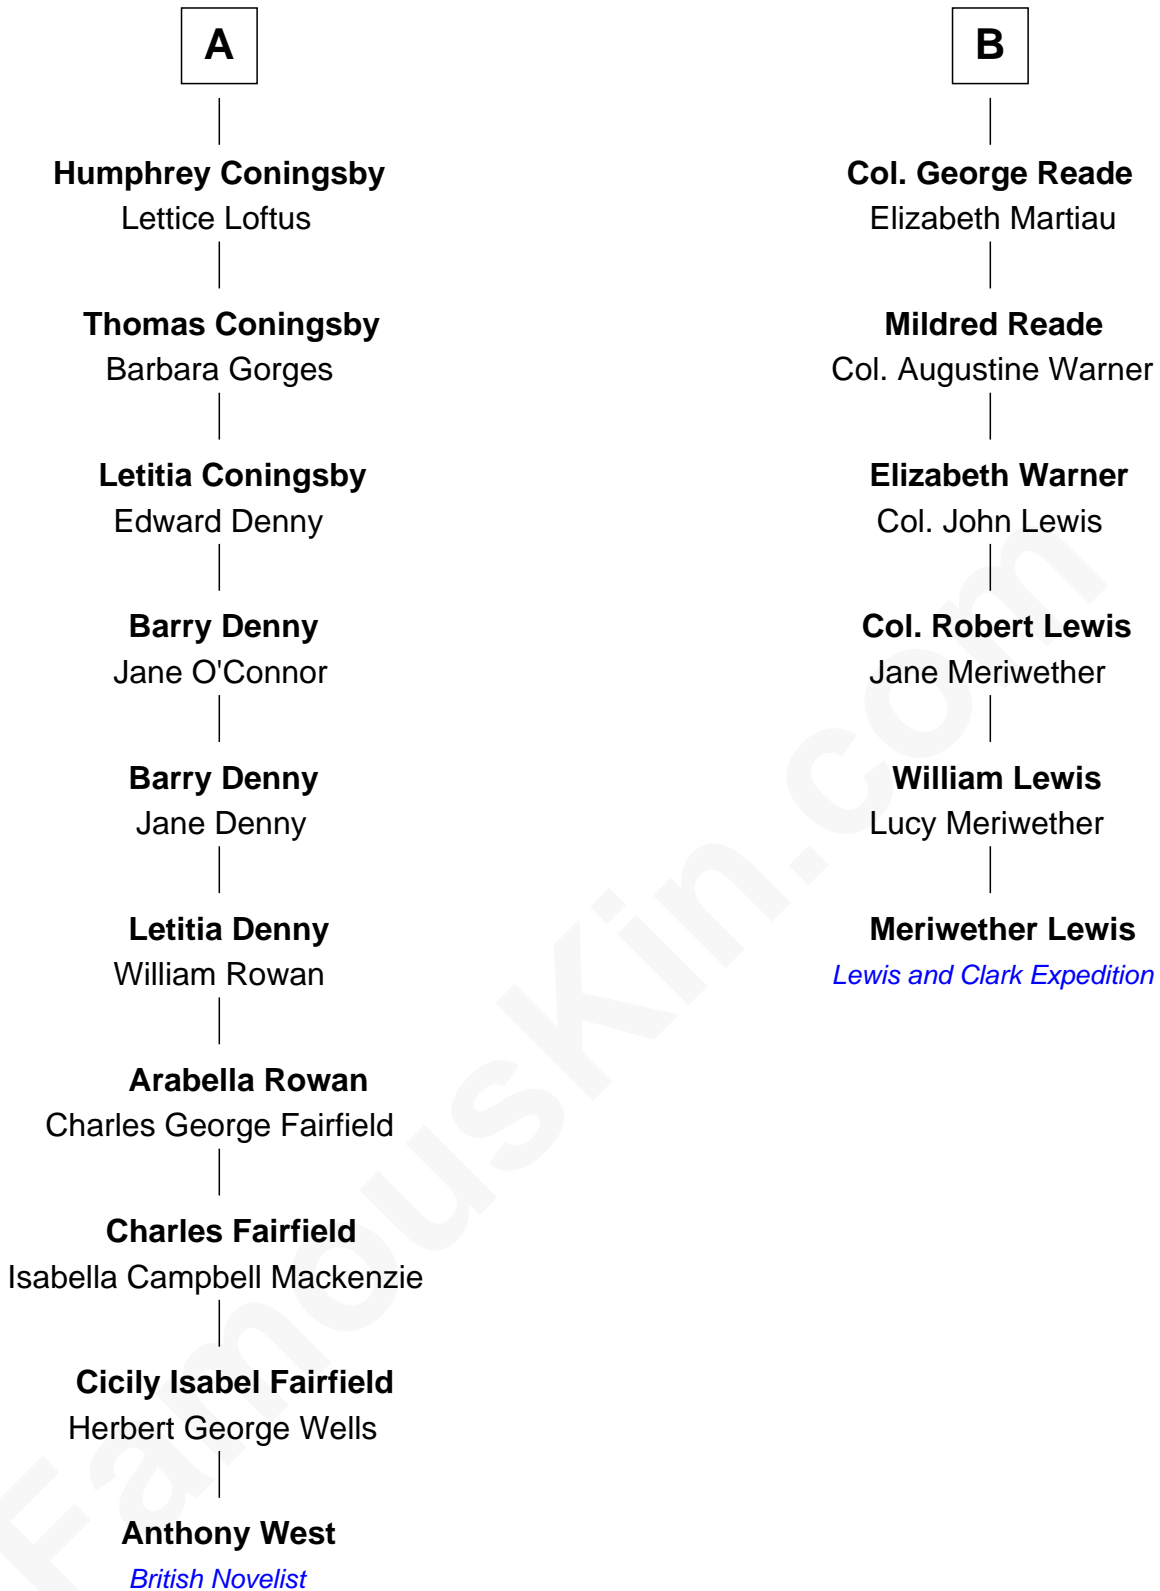 A
Humphrey Coningsby
Lettice Loftus
Thomas Coningsby
Barbara Gorges
Letitia Coningsby
Edward Denny
Barry Denny
Jane O'Connor
Barry Denny
Jane Denny
Letitia Denny
William Rowan
Arabella Rowan
Charles George Fairfield
Charles Fairfield
Isabella Campbell Mackenzie
Cicily Isabel Fairfield
Herbert George Wells
Anthony West
British Novelist
B
Col. George Reade
Elizabeth Martiau
Mildred Reade
Col. Augustine Warner
Elizabeth Warner
Col. John Lewis
Col. Robert Lewis
Jane Meriwether
William Lewis
Lucy Meriwether
Meriwether Lewis
Lewis and Clark Expedition
FamousKin.com